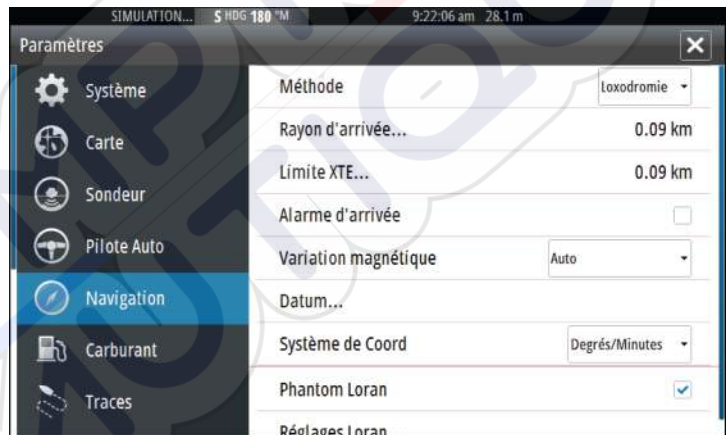 SIMULATION... S HDG 180 °M 9:22:06 am 28.1 m
Paramètres
Système
Carte
Sondeur
Pilote Auto
Navigation
Carburant
Traces
Méthode Loxodromie
Rayon d'arrivée... 0.09 km
Limite XTE... 0.09 km
Alarme d'arrivée
Variation magnétique Auto
Datum...
Système de Coord Degrés/Minutes
Phantom Loran
Réglages Loran